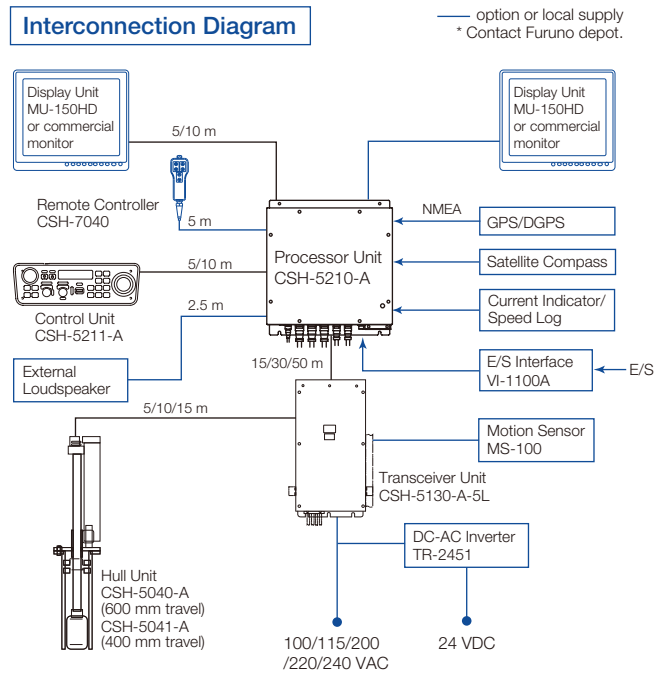 Interconnection Diagram
option or local supply
* Contact Furuno depot.
Display Unit
MU-150HD
or commercial
monitor
5/10 m
Display Unit
MU-150HD
or commercial
monitor
Remote Controller
CSH-7040
5 m
NMEA
GPS/DGPS
Processor Unit
CSH-5210-A
Satellite Compass
5/10 m
Control Unit
CSH-5211-A
2.5 m
Current Indicator/
Speed Log
External
Loudspeaker
15/30/50 m
E/S Interface
VI-1100A
E/S
5/10/15 m
Motion Sensor
MS-100
Transceiver Unit
CSH-5130-A-5L
DC-AC Inverter
TR-2451
Hull Unit
CSH-5040-A
(600 mm travel)
CSH-5041-A
(400 mm travel)
100/115/200
/220/240 VAC
24 VDC